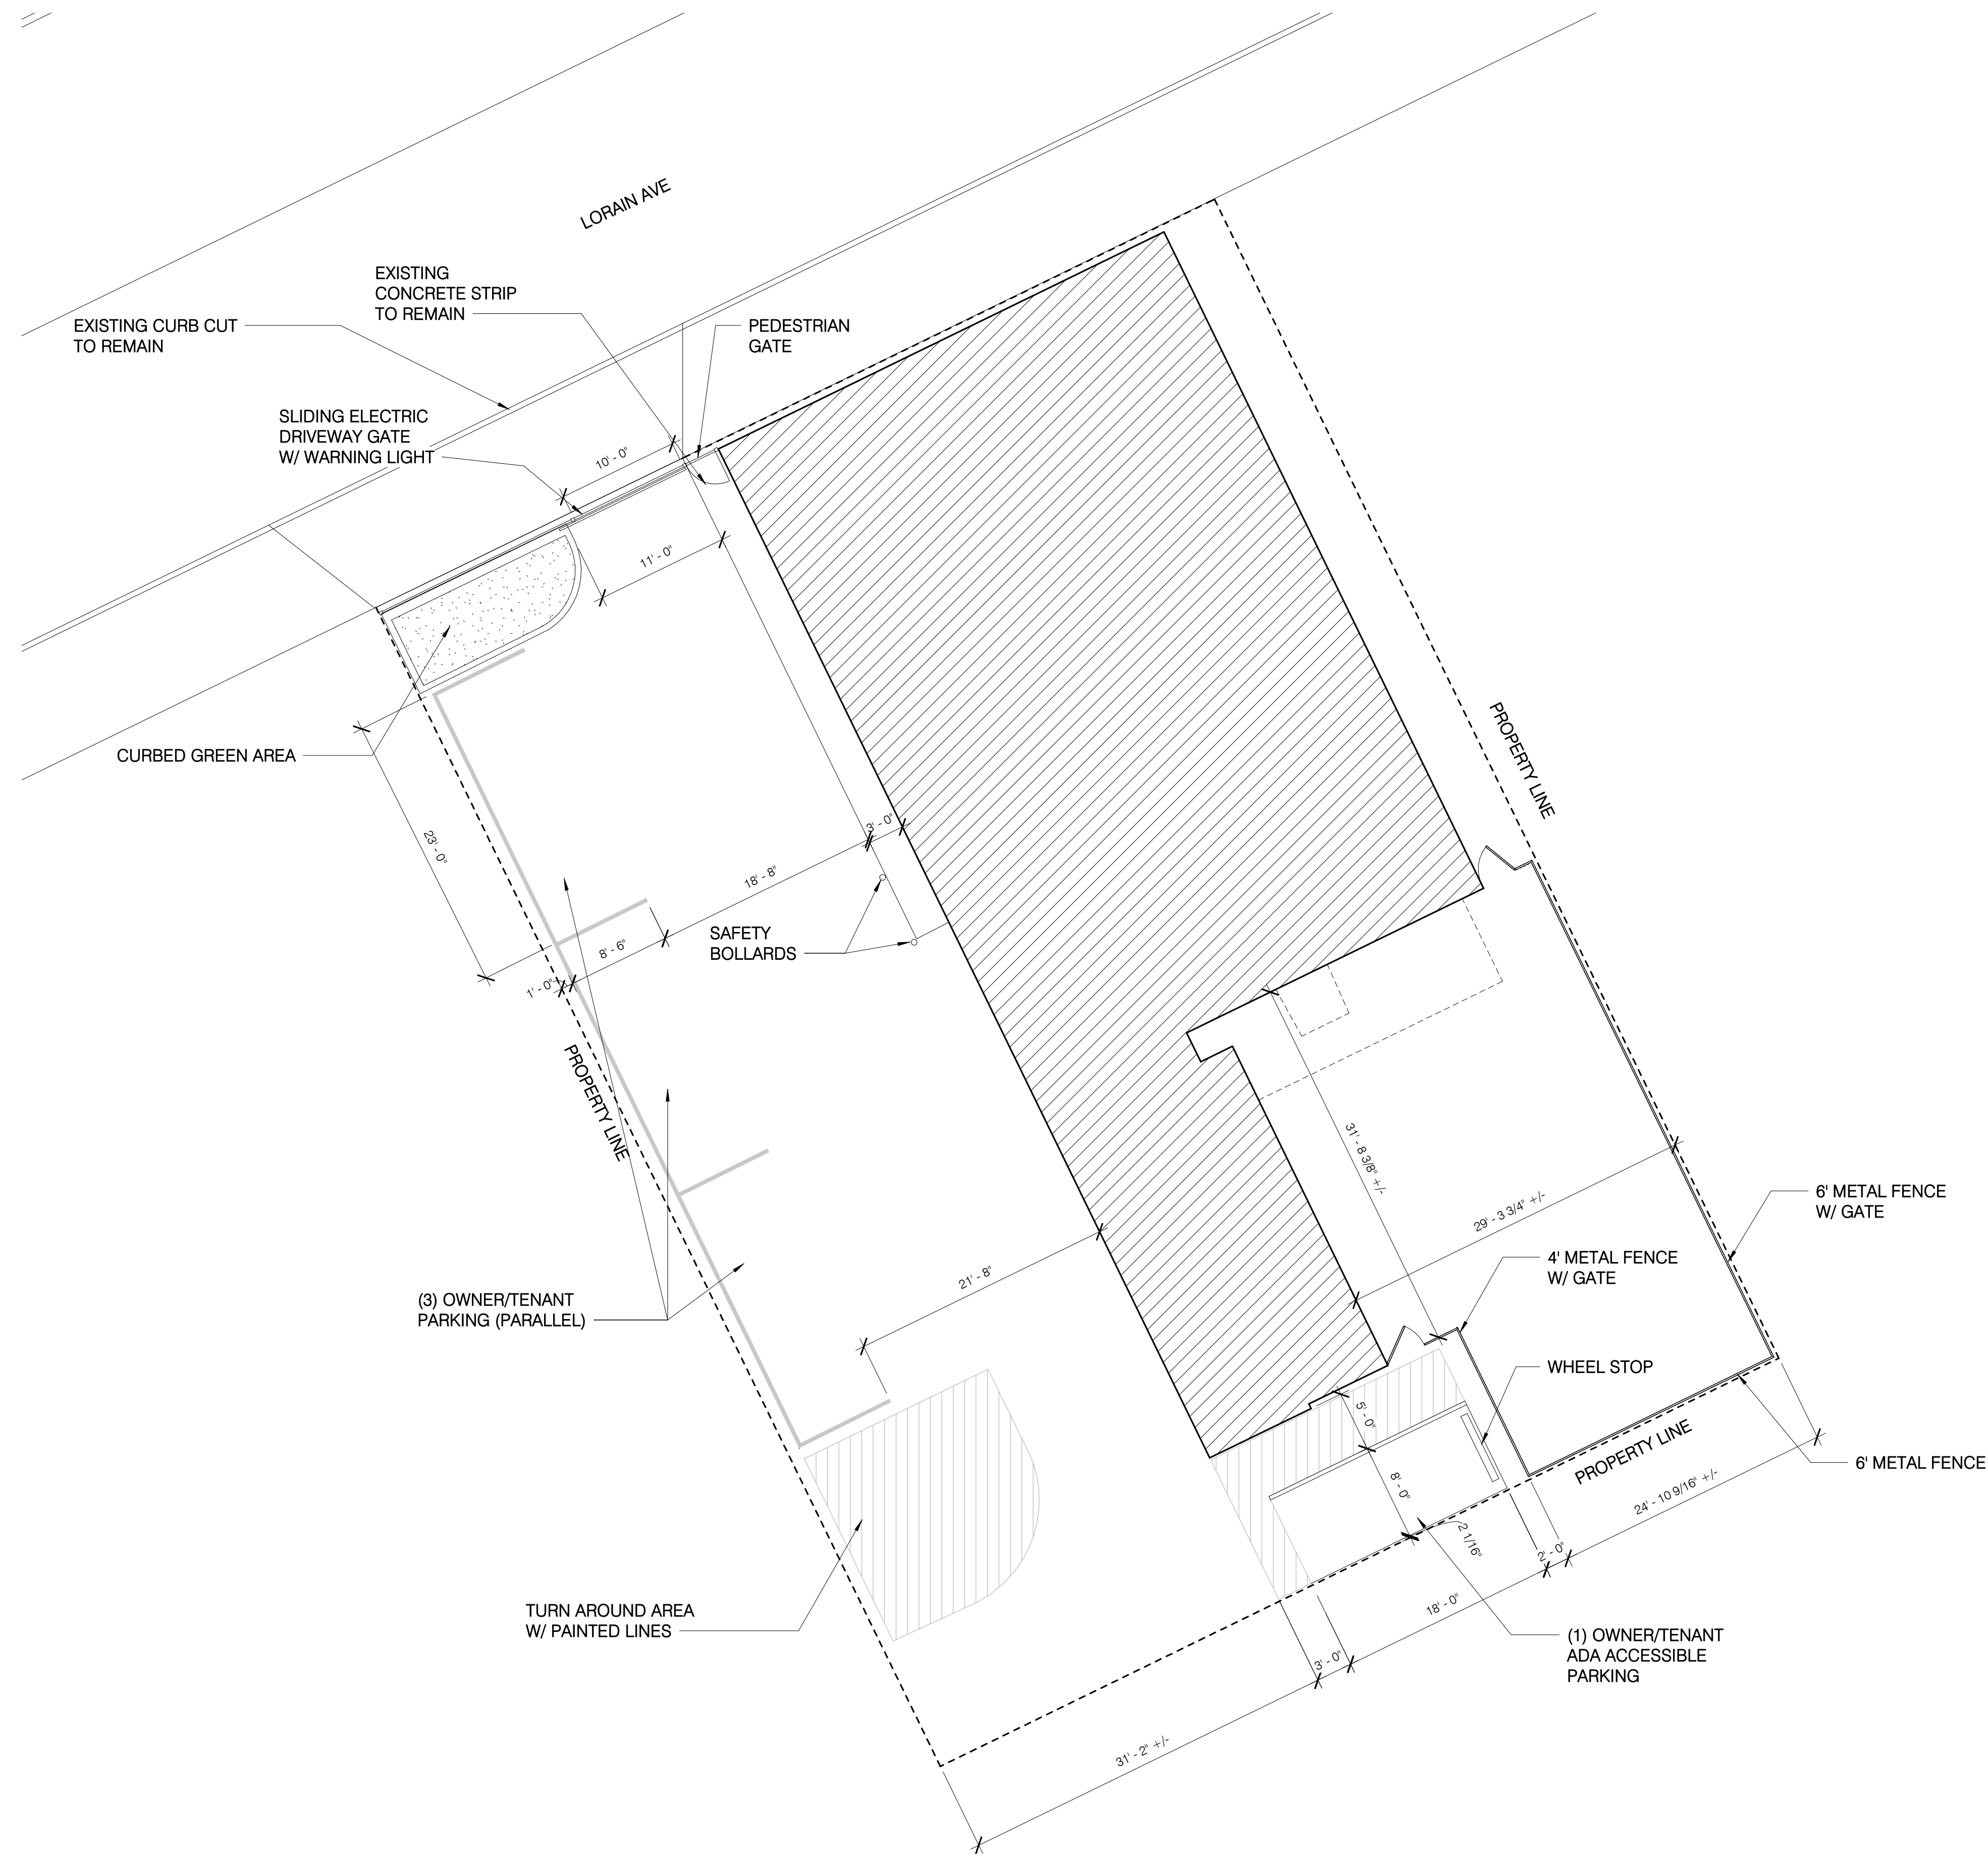 LORAIN AVE
EXISTING
CONCRETE STRIP
TO REMAIN
EXISTING CURB CUT
TO REMAIN
PEDESTRIAN
GATE
SLIDING ELECTRIC
DRIVEWAY GATE
W/ WARNING LIGHT
10' - 0"
11' - 0"
PROPERTY LINE
CURBED GREEN AREA
23' - 0"
3' - 0"
18' - 8"
8' - 6"
1' - 0"
SAFETY
BOLLARDS
PROPERTY LINE
31' - 8 3/8" +/-
29' - 3 3/4" +/-
6' METAL FENCE
W/ GATE
4' METAL FENCE
W/ GATE
21' - 8"
(3) OWNER/TENANT
PARKING (PARALLEL)
WHEEL STOP
5' - 0"
8' - 0"
PROPERTY LINE
6' METAL FENCE
24' - 10 9/16" +/-
2 1/16"
2' - 0"
18' - 0"
TURN AROUND AREA
W/ PAINTED LINES
(1) OWNER/TENANT
ADA ACCESSIBLE
PARKING
3' - 0"
31' - 2" +/-